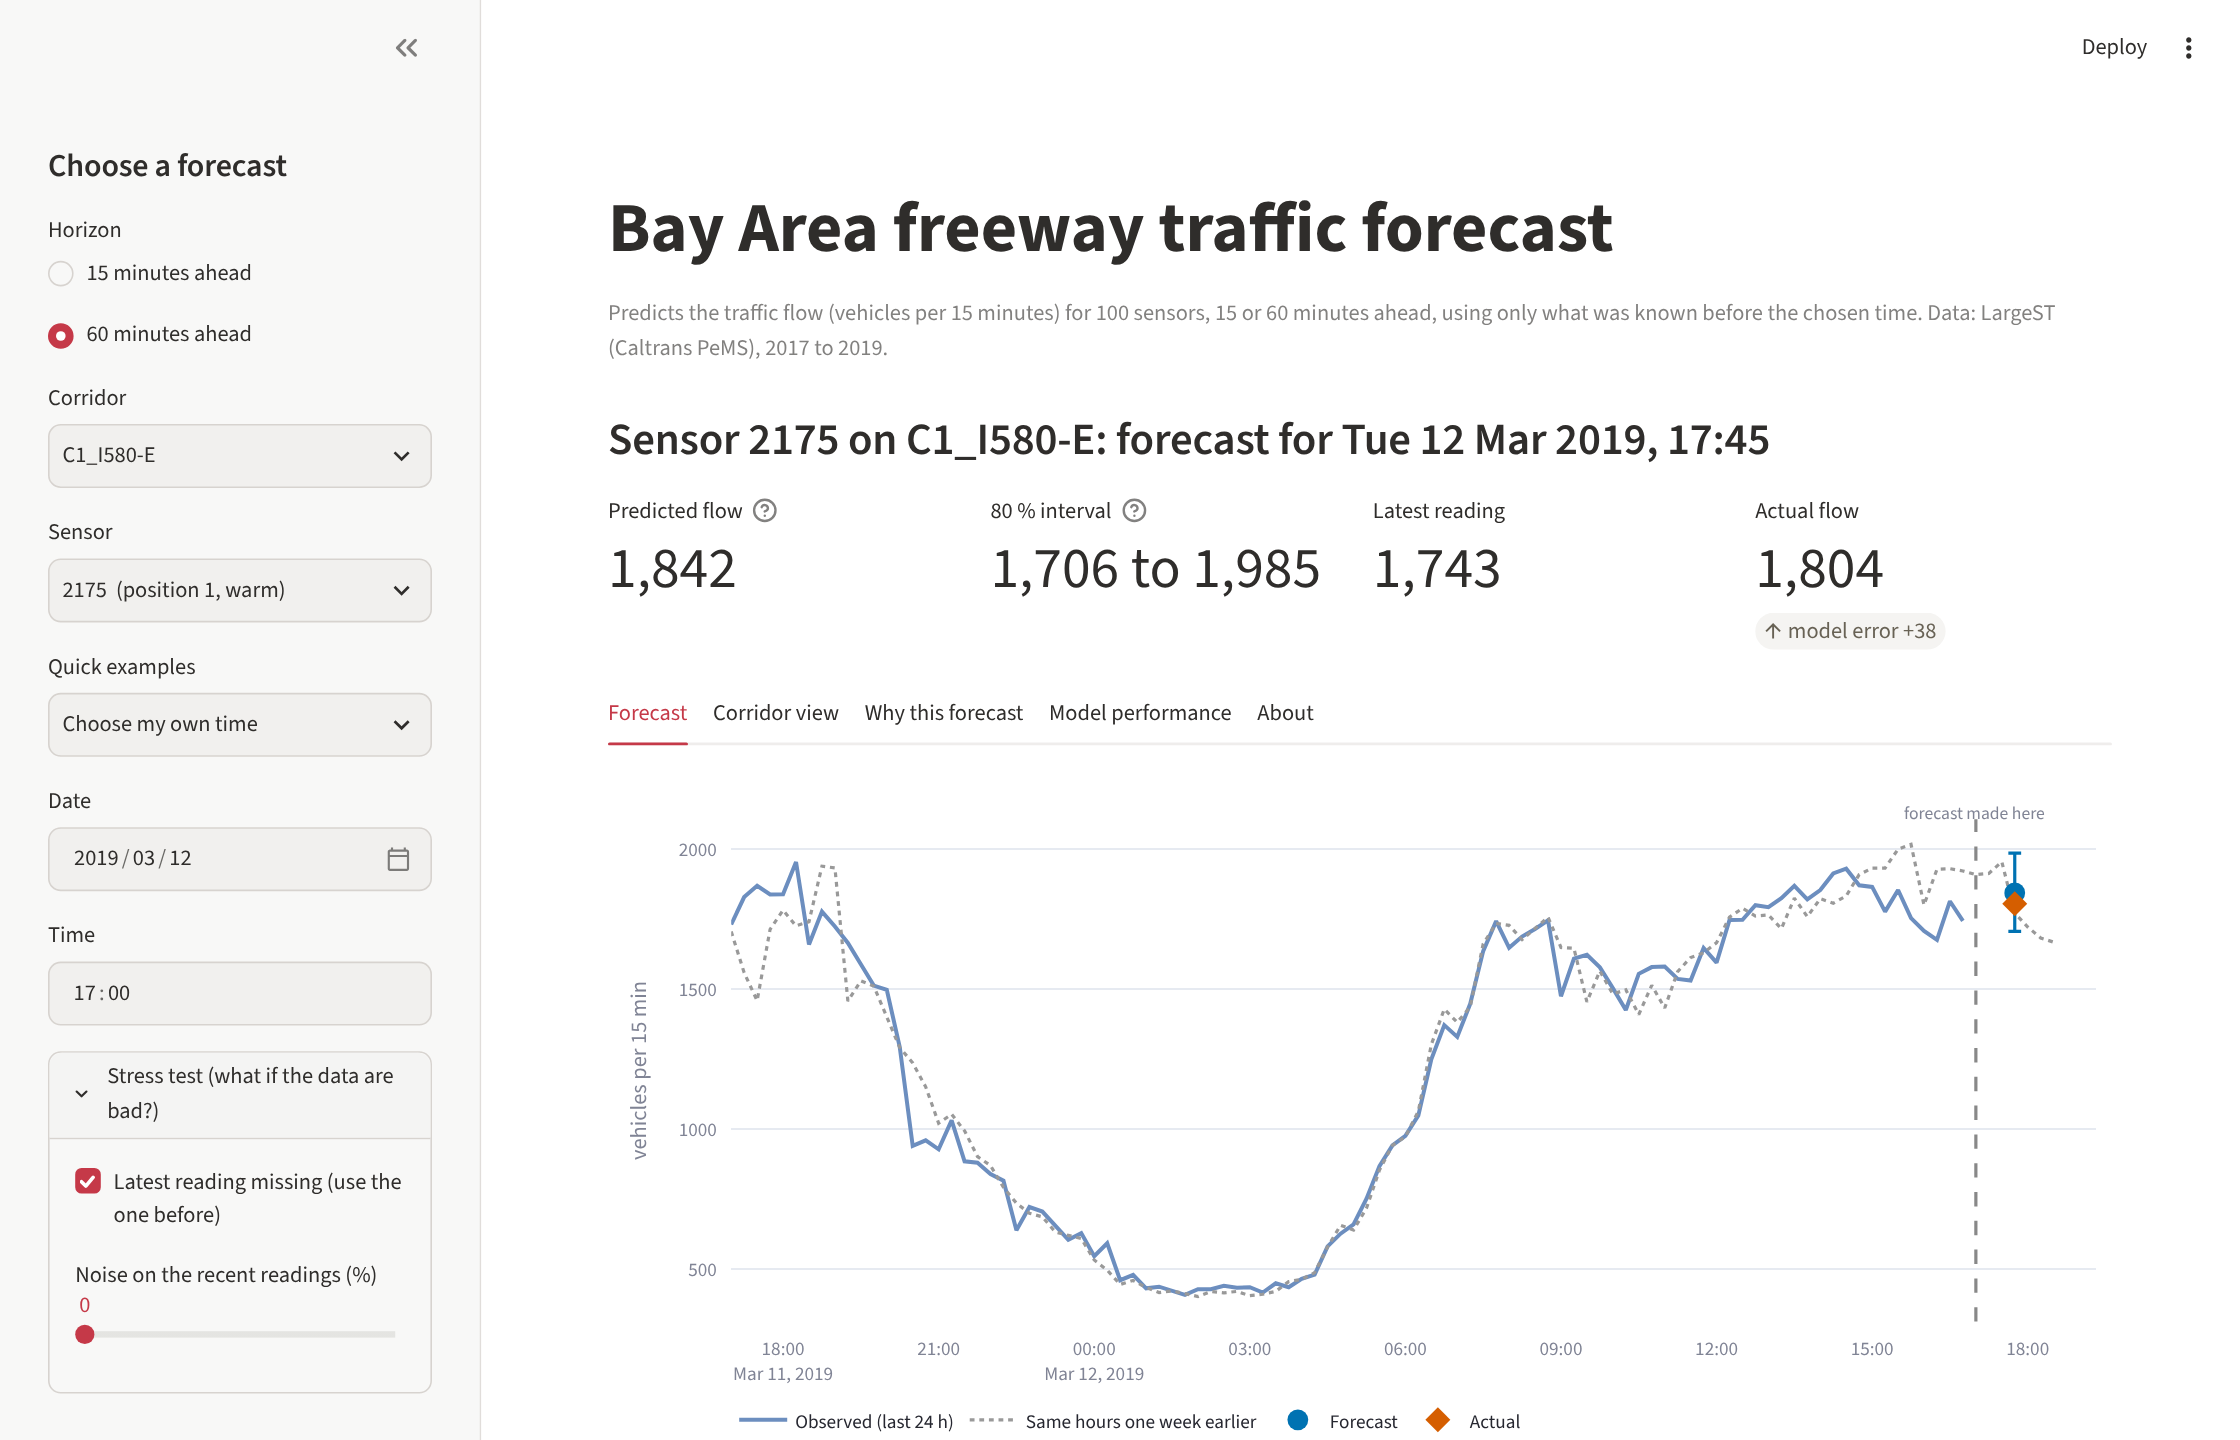 Deploy
Choose a forecast
Horizon
15 minutes ahead
60 minutes ahead
Corridor
C1_I580-E
Sensor
2175 (position 1, warm)
Quick examples
Choose my own time
Date
2019/03/12
Time
17:00
Stress test (what if the data are
bad?)
Latest reading missing (use the
one before)
Noise on the recent readings (%)
0
Bay Area freeway traffic forecast
Predicts the traffic flow (vehicles per 15 minutes) for 100 sensors, 15 or 60 minutes ahead, using only what was known before the chosen time. Data: LargeST
(Caltrans PeMS), 2017 to 2019.
Sensor 2175 on C1_I580-E: forecast for Tue 12 Mar 2019, 17:45
Predicted flow
1,842
80 % interval
1,706 to 1,985
Latest reading
1,743
Actual flow
1,804
↑ model error +38
Forecast Corridor view Why this forecast Model performance About
forecast made here
vehicles per 15 min
2000
1500
1000
500
18:00 21:00 00:00 03:00 06:00 09:00 12:00 15:00 18:00
Mar 11, 2019 Mar 12, 2019
Observed (last 24 h) Same hours one week earlier Forecast Actual